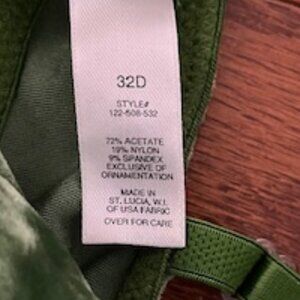 32D
STYLE#
122-508-532
72% ACETATE
19% NYLON
9% SPANDEX
EXCLUSIVE OF
ORNAMENTATION
MADE IN
ST. LUCIA, W.I.
OF USA FABRIC
OVER FOR CARE